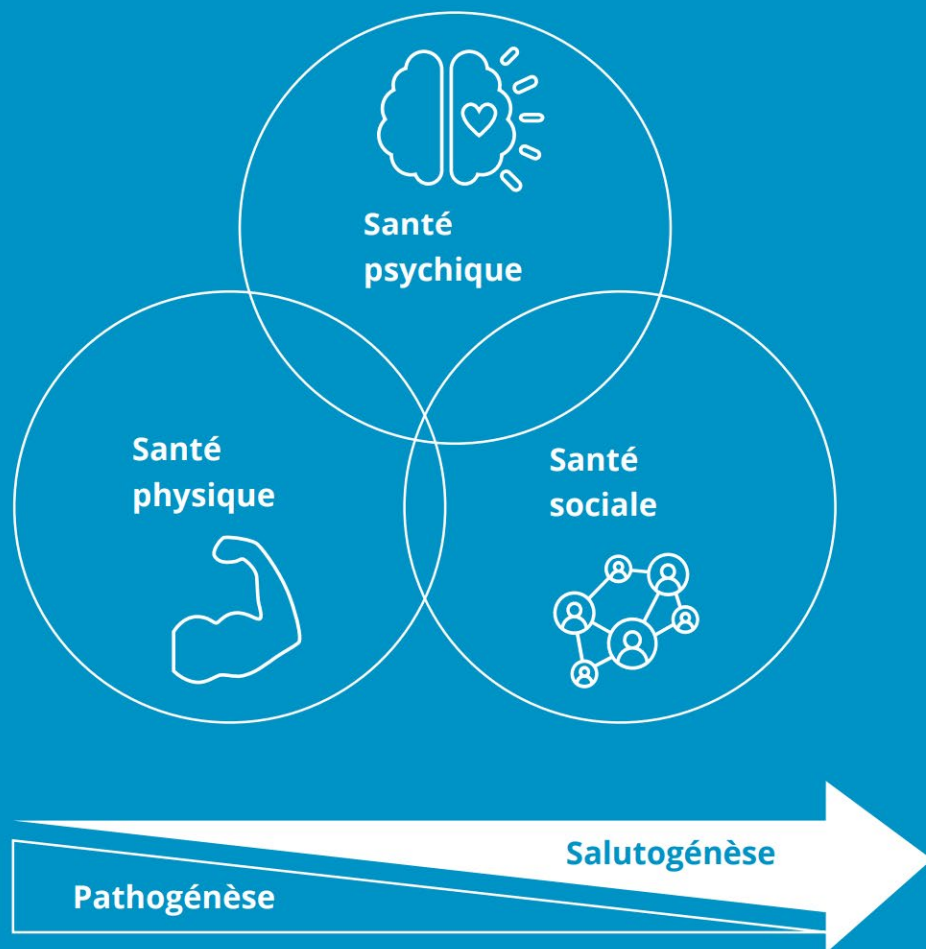 Santé
psychique
Santé
physique
Santé
sociale
Salutogénèse
Pathogénèse